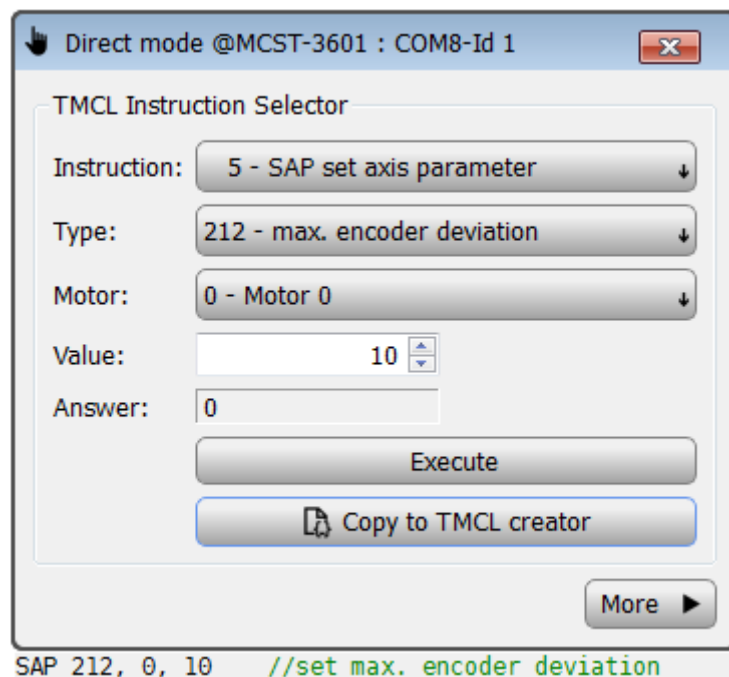 Direct mode @MCST-3601 : COM8-Id 1
TMCL Instruction Selector
Instruction: 5 - SAP set axis parameter
Type: 212 - max. encoder deviation
Motor: 0 - Motor 0
Value: 10
Answer: 0
Execute
Copy to TMCL creator
More
SAP 212, 0, 10 //set max. encoder deviation